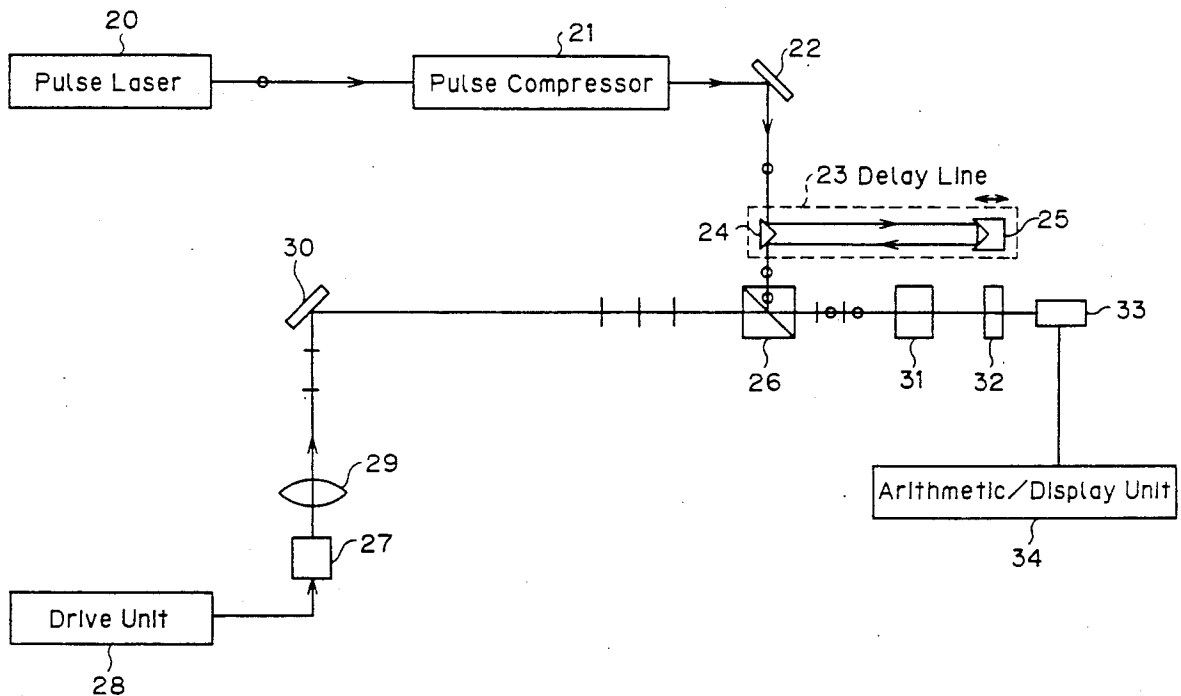 20
21
22
Pulse Laser
Pulse Compressor
23 Delay Line
24
25
30
33
26
31
32
29
Arithmetic/Display Unit
27
34
Drive Unit
28